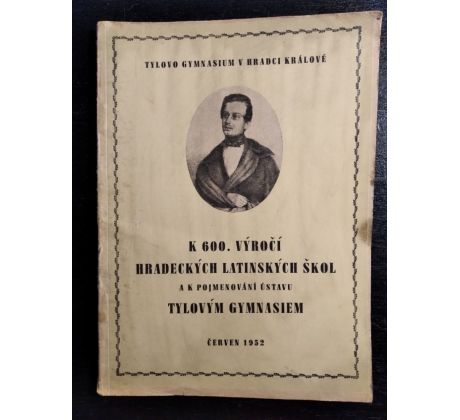 TYLOVO GYMNASIUM V HRADCI KRÁLOVÉ
K 600. VÝROČÍ
HRADECKÝCH LATINSKÝCH ŠKOL
A K POJMENOVÁNÍ ÚSTAVU
TYLOVÝM GYMNASIEM
ČERVEN 1952